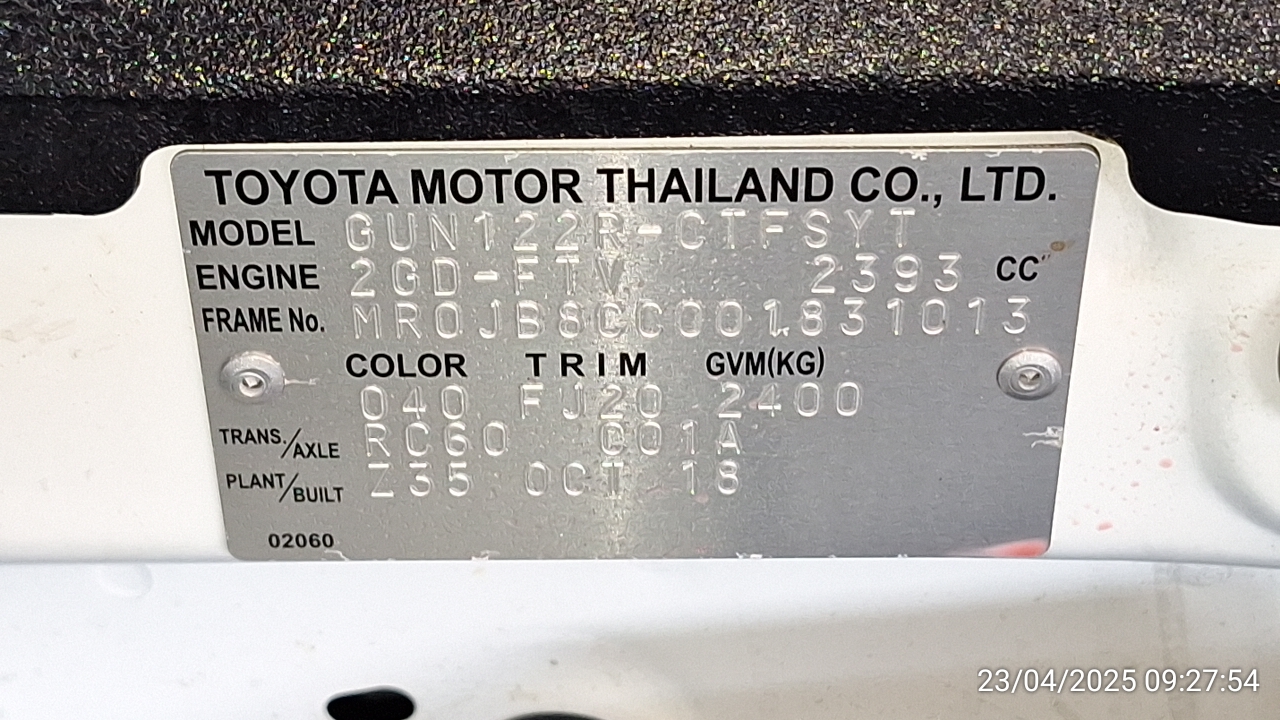 TOYOTA MOTOR THAILAND CO., LTD.
MODEL GUN122R-CTFSYT
ENGINE 2GD-FTV 2393 CC
FRAME No. MR0JB8CC001831013
COLOR TRIM GVM(KG)
040 FJ20 2400
TRANS./AXLE RC60 G01A
PLANT/BUILT Z35 OCT 18
02060
23/04/2025 09:27:54